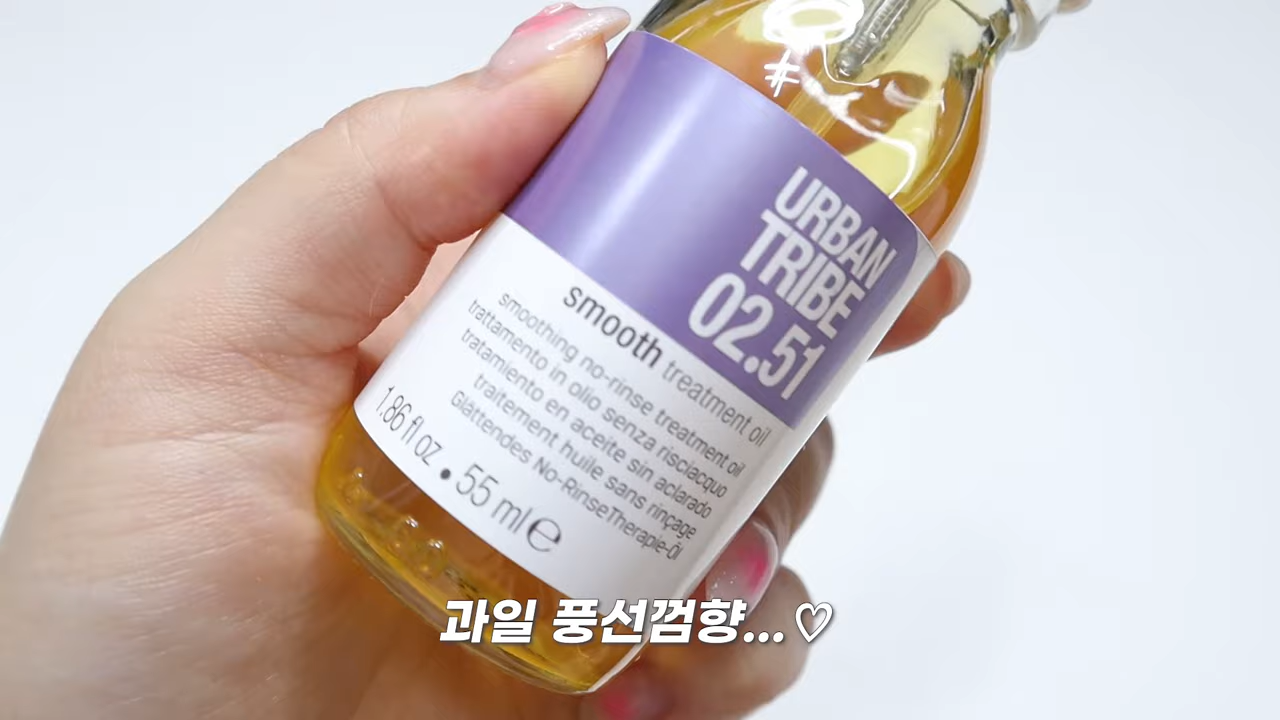 #
URBAN
TRIBE
02.51
smooth treatment oil
smoothing no-rinse treatment oil
trattamento in olio senza risciacquo
tratamiento en aceite sin aclarado
traitement huile sans rinçage
Glättendes No-RinseTherapie-Öl
1.86 fl oz • 55 ml ℮
과일 풍선껌향...♡